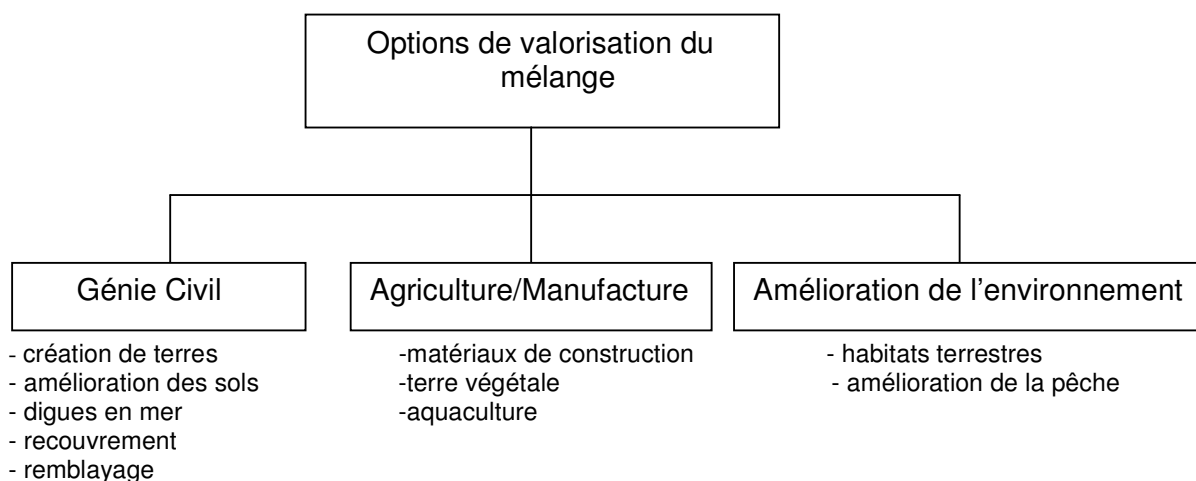 Options de valorisation du
mélange
Génie Civil
- création de terres
- amélioration des sols
- digues en mer
- recouvrement
- remblayage
Agriculture/Manufacture
-matériaux de construction
-terre végétale
-aquaculture
Amélioration de l’environnement
- habitats terrestres
- amélioration de la pêche